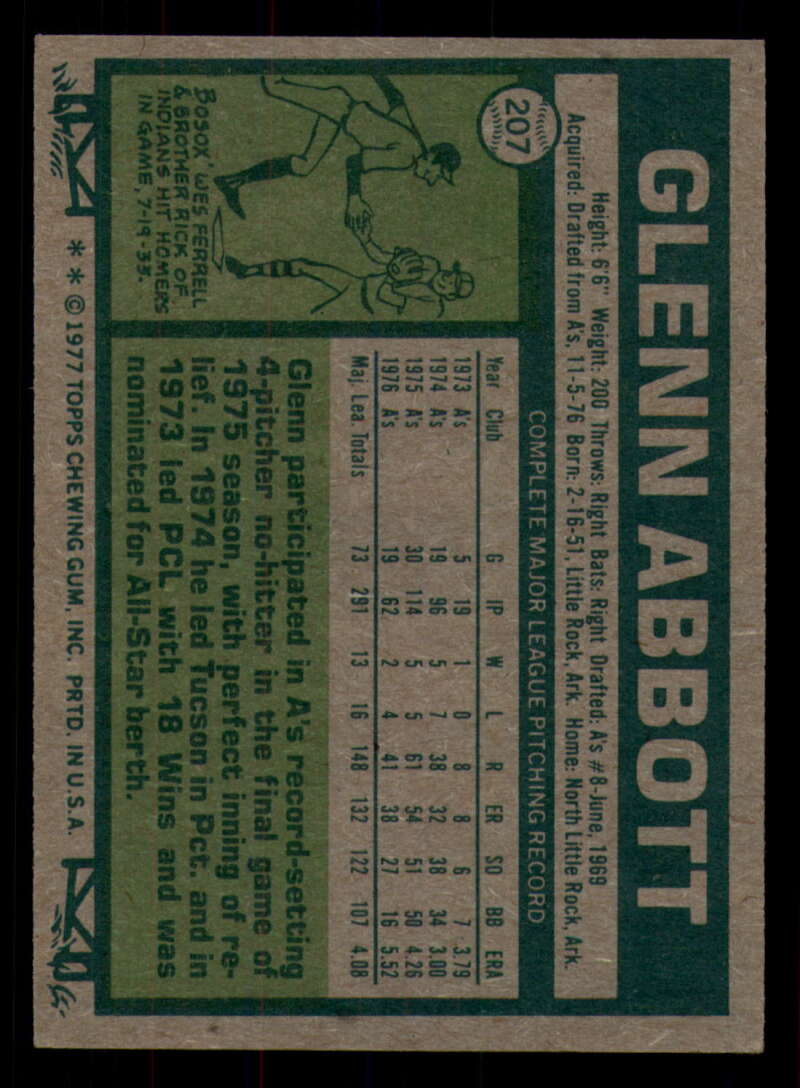 207
GLENN ABBOTT
Height: 6'6" Weight: 200 Throws: Right Bats: Right Drafted: A's #8-June, 1969
Acquired: Drafted from A's, 11-5-76 Born: 2-16-51, Little Rock, Ark. Home: North Little Rock, Ark.
COMPLETE MAJOR LEAGUE PITCHING RECORD
Year Club G IP W L R ER SO BB ERA
1973 A's 5 19 1 0 8 8 6 7 3.79
1974 A's 19 96 5 7 38 32 38 34 3.00
1975 A's 30 114 5 5 61 54 51 50 4.26
1976 A's 19 62 2 4 41 38 27 16 5.52
Maj. Lea. Totals 73 291 13 16 148 132 122 107 4.08
BOSOX' WES FERRELL
& BROTHER RICK OF
INDIANS HIT HOMERS
IN GAME, 7-19-33.
Glenn participated in A's record-setting
4-pitcher no-hitter in the final game of
1975 season, with perfect inning of re-
lief. In 1974 he led Tucson in Pct. and in
1973 led PCL with 18 Wins and was
nominated for All-Star berth.
* * © 1977 TOPPS CHEWING GUM, INC. PRTD. IN U.S.A.